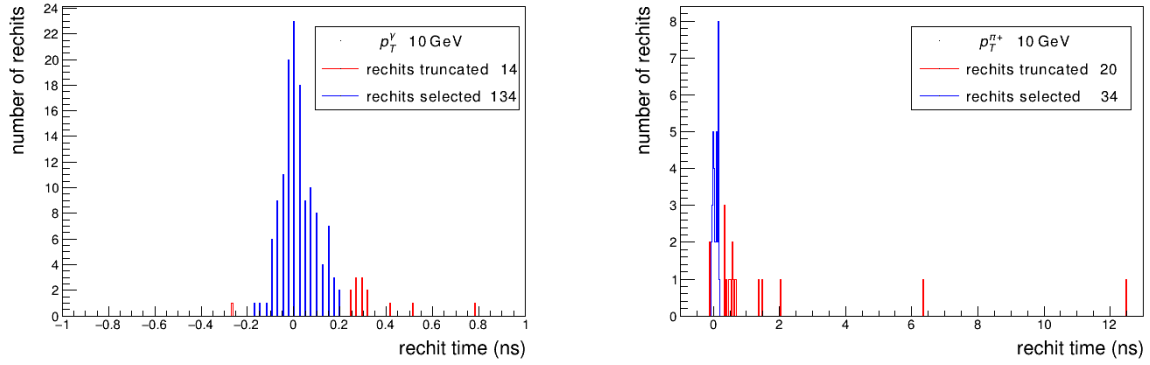 number of rechits
24
22
20
18
16
14
12
10
8
6
4
2
0
p_T^γ 10 GeV
rechits truncated 14
rechits selected 134
−1 −0.8 −0.6 −0.4 −0.2 0 0.2 0.4 0.6 0.8 1
rechit time (ns)
number of rechits
8
7
6
5
4
3
2
1
0
p_T^π+ 10 GeV
rechits truncated 20
rechits selected 34
0 2 4 6 8 10 12
rechit time (ns)